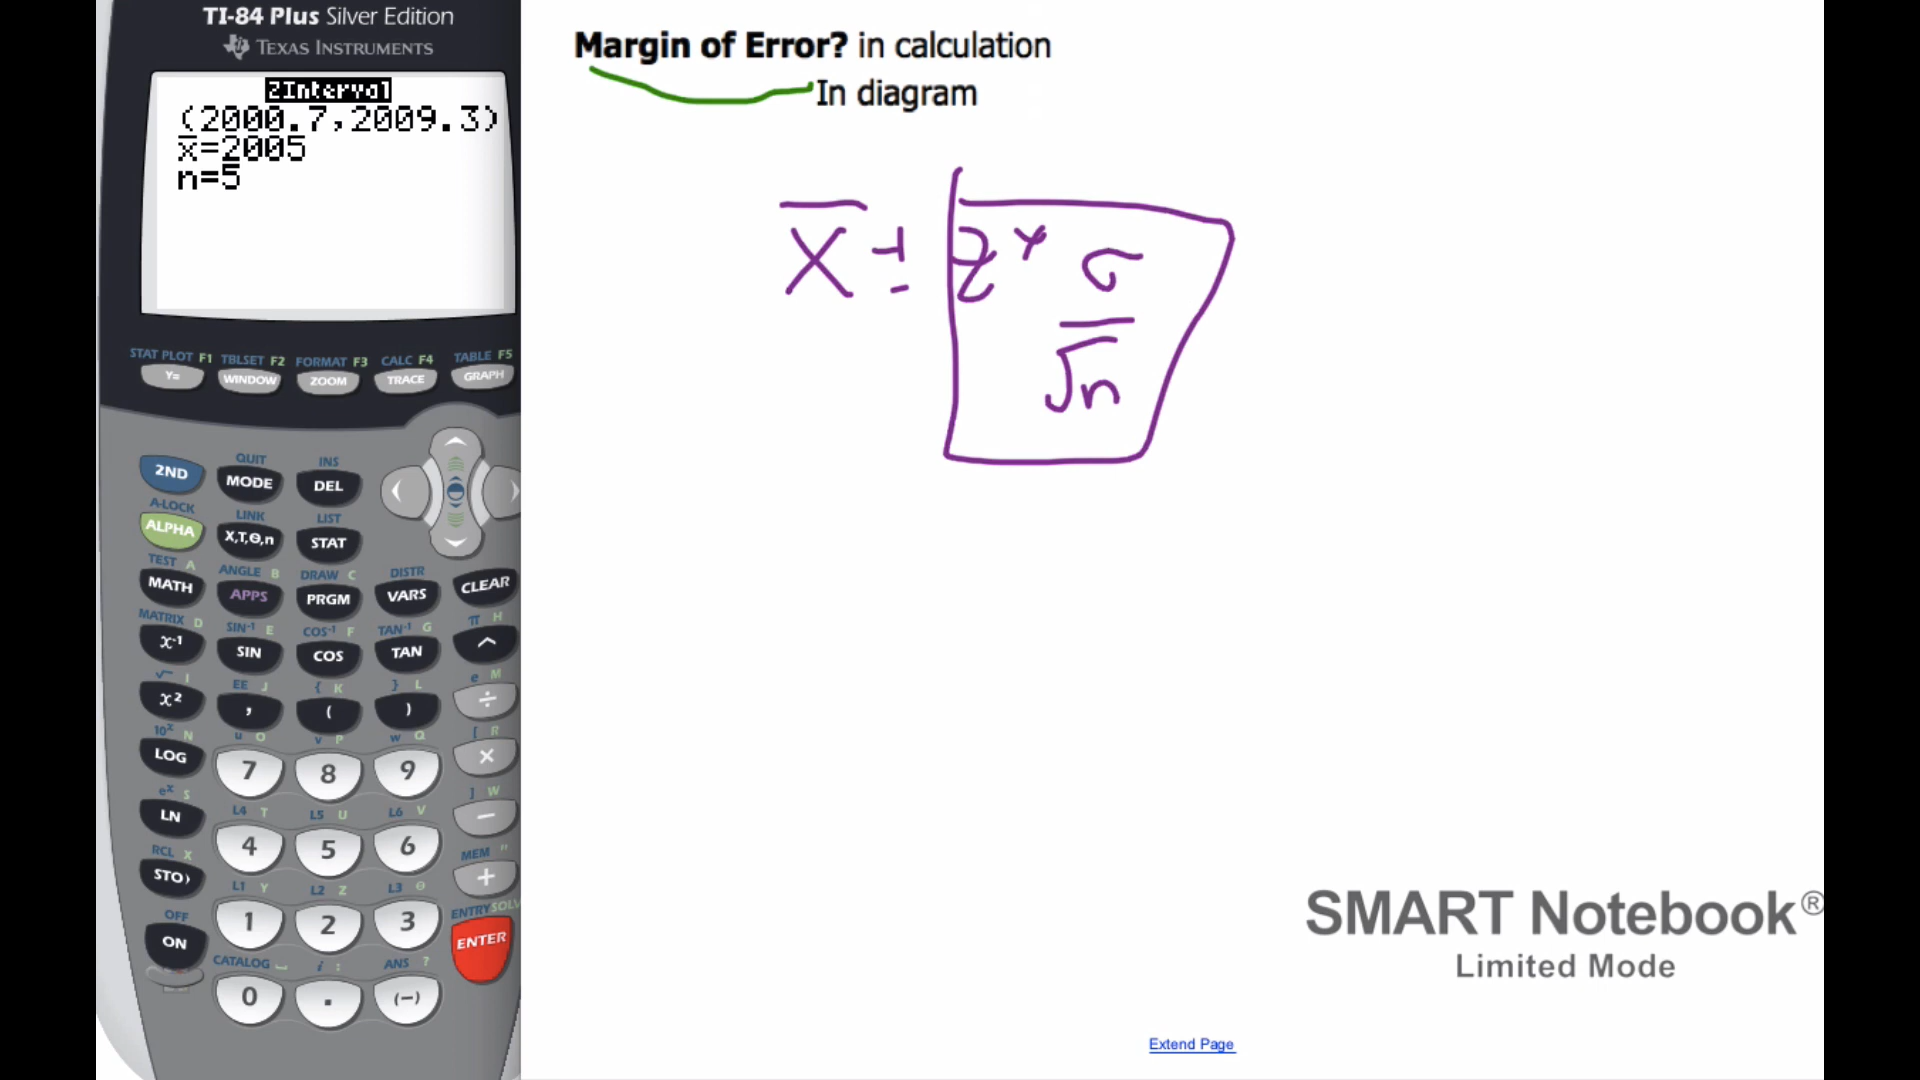 TI-84 Plus Silver Edition
TEXAS INSTRUMENTS
ZInterval
(2000.7,2009.3)
x̄=2005
n=5
STAT PLOT F1 TBLSET F2 FORMAT F3 CALC F4 TABLE F5
Y= WINDOW ZOOM TRACE GRAPH
QUIT INS
2ND MODE DEL
A-LOCK LINK LIST
ALPHA X,T,Θ,n STAT
TEST A ANGLE B DRAW C DISTR
MATH APPS PRGM VARS CLEAR
MATRIX D SIN⁻¹ E COS⁻¹ F TAN⁻¹ G π H
x⁻¹ SIN COS TAN ^
√ I EE J { K } L e M
x² , ( ) ÷
10ˣ N u O v P w Q [ R
LOG 7 8 9 ×
eˣ S L4 T L5 U L6 V ] W
LN 4 5 6 −
RCL X L1 Y L2 Z L3 θ MEM "
STO› 1 2 3 +
OFF ENTRY SOLV
ON ENTER
CATALOG i : ANS ?
0 . (−)
Margin of Error? in calculation
In diagram
x̄ ± z* σ
√n
SMART Notebook®
Limited Mode
Extend Page